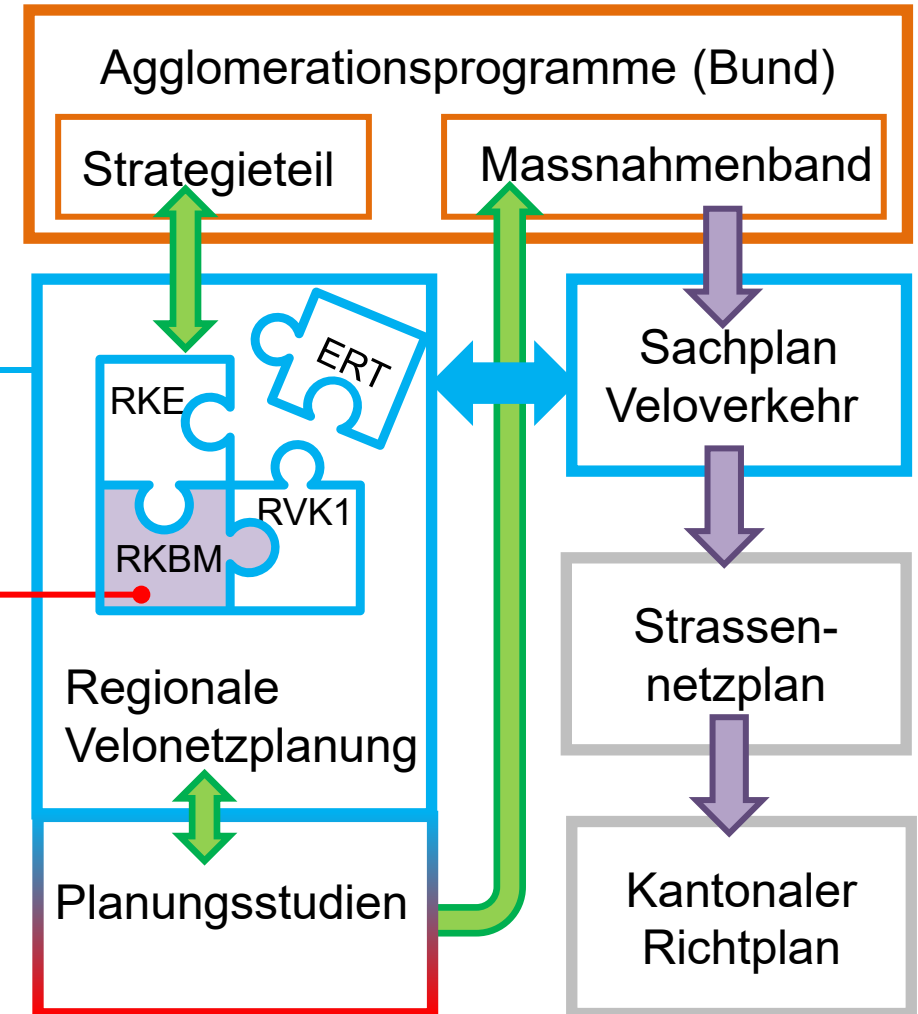 Agglomerationsprogramme (Bund)
Strategieteil
Massnahmenband
ERT
RKE
RVK1
RKBM
Regionale
Velonetzplanung
Planungsstudien
Sachplan
Veloverkehr
Strassen-
netzplan
Kantonaler
Richtplan